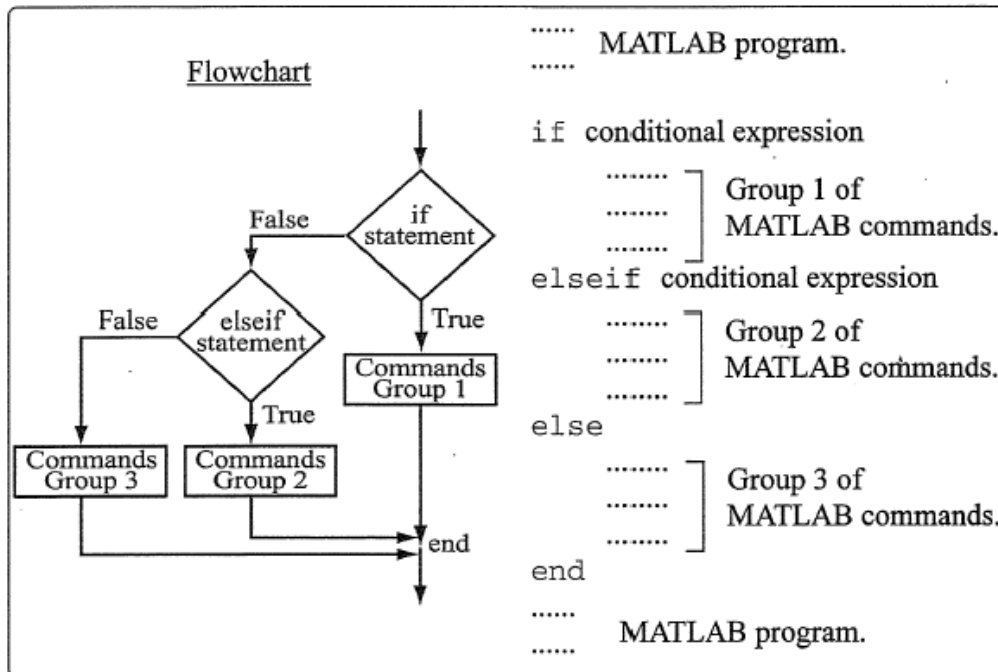 Flowchart
False
if
statement
False
elseif
statement
True
Commands
Group 1
True
Commands
Group 3
Commands
Group 2
end
...... MATLAB program.
......
if conditional expression
........
........ Group 1 of
........ MATLAB commands.
elseif conditional expression
........
........ Group 2 of
........ MATLAB commands.
else
........
........ Group 3 of
........ MATLAB commands.
end
......
...... MATLAB program.